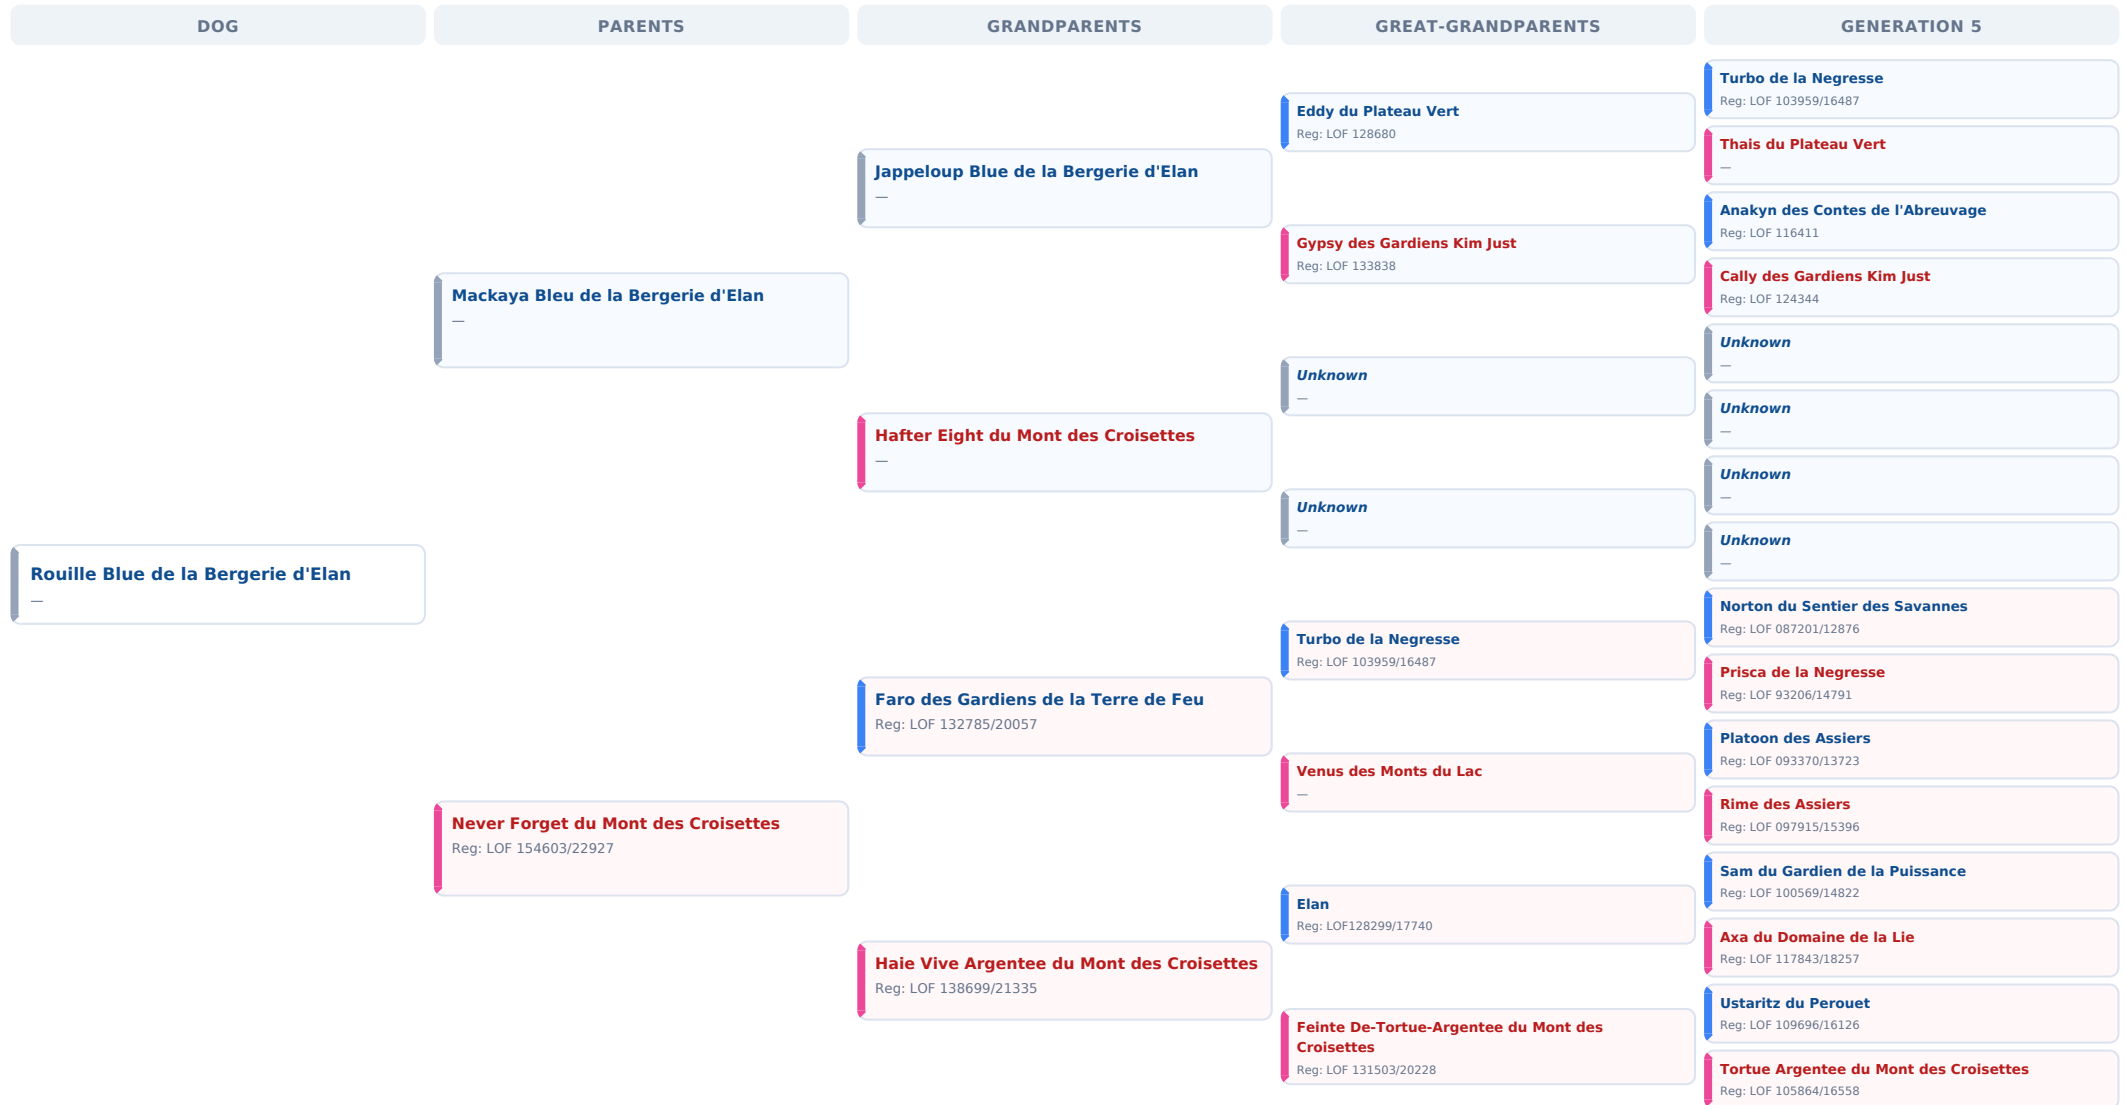 DOG
PARENTS
GRANDPARENTS
GREAT-GRANDPARENTS
GENERATION 5
Rouille Blue de la Bergerie d'Elan
—
Mackaya Bleu de la Bergerie d'Elan
—
Never Forget du Mont des Croisettes
Reg: LOF 154603/22927
Jappeloup Blue de la Bergerie d'Elan
—
Hafter Eight du Mont des Croisettes
—
Faro des Gardiens de la Terre de Feu
Reg: LOF 132785/20057
Haie Vive Argentee du Mont des Croisettes
Reg: LOF 138699/21335
Eddy du Plateau Vert
Reg: LOF 128680
Gypsy des Gardiens Kim Just
Reg: LOF 133838
Unknown
—
Unknown
—
Turbo de la Negresse
Reg: LOF 103959/16487
Venus des Monts du Lac
—
Elan
Reg: LOF128299/17740
Feinte De-Tortue-Argentee du Mont des
Croisettes
Reg: LOF 131503/20228
Turbo de la Negresse
Reg: LOF 103959/16487
Thais du Plateau Vert
—
Anakyn des Contes de l'Abreuvage
Reg: LOF 116411
Cally des Gardiens Kim Just
Reg: LOF 124344
Unknown
—
Unknown
—
Unknown
—
Unknown
—
Norton du Sentier des Savannes
Reg: LOF 087201/12876
Prisca de la Negresse
Reg: LOF 93206/14791
Platoon des Assiers
Reg: LOF 093370/13723
Rime des Assiers
Reg: LOF 097915/15396
Sam du Gardien de la Puissance
Reg: LOF 100569/14822
Axa du Domaine de la Lie
Reg: LOF 117843/18257
Ustaritz du Perouet
Reg: LOF 109696/16126
Tortue Argentee du Mont des Croisettes
Reg: LOF 105864/16558